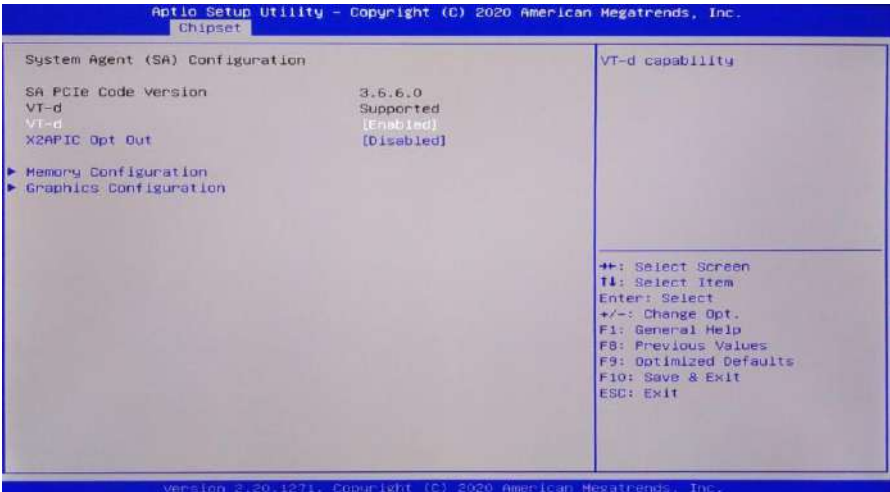 Aptio Setup Utility – Copyright (C) 2020 American Megatrends, Inc.
Chipset
System Agent (SA) Configuration
SA PCIe Code Version 3.6.6.0
VT-d Supported
VT-d [Enabled]
X2APIC Opt Out [Disabled]
► Memory Configuration
► Graphics Configuration
VT-d capability
→←: Select Screen
↑↓: Select Item
Enter: Select
+/-: Change Opt.
F1: General Help
F8: Previous Values
F9: Optimized Defaults
F10: Save & Exit
ESC: Exit
Version 2.20.1271. Copyright (C) 2020 American Megatrends, Inc.